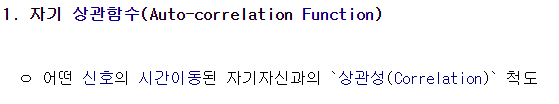 1. 자기 상관함수(Auto-correlation Function)
ㅇ 어떤 신호의 시간이동된 자기자신과의 `상관성(Correlation)` 척도